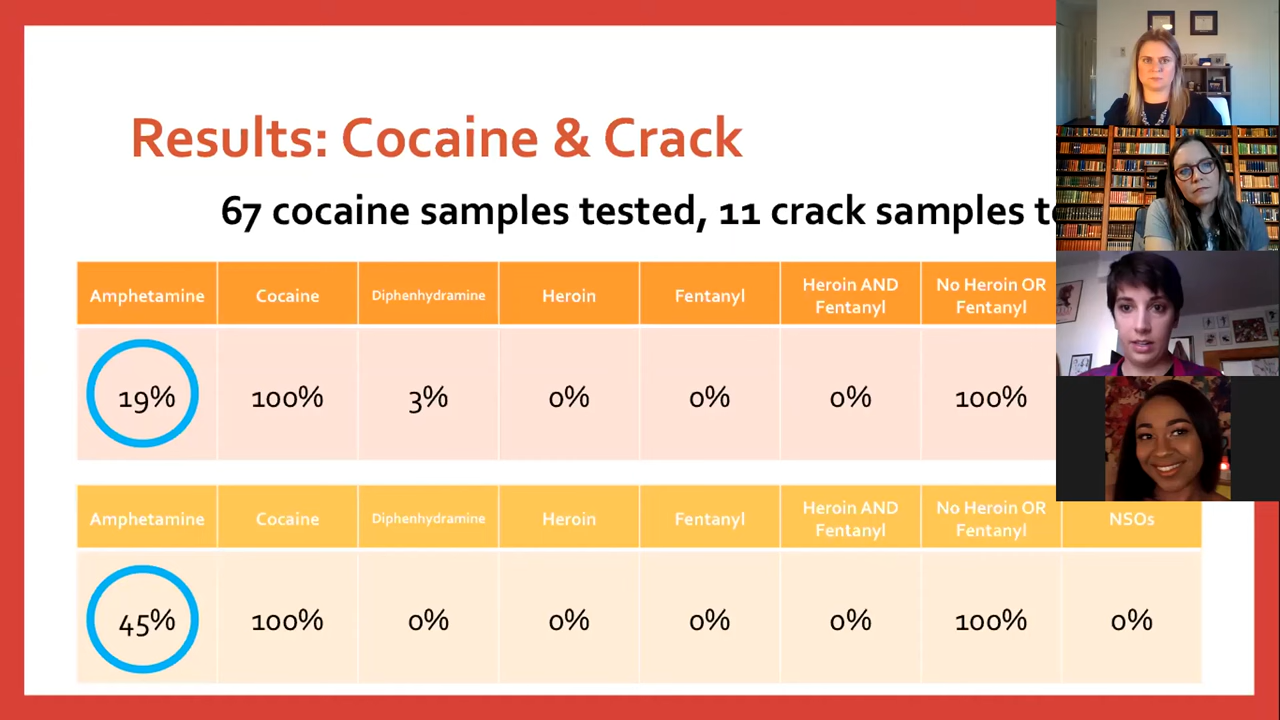 Results: Cocaine & Crack
67 cocaine samples tested, 11 crack samples
Amphetamine Cocaine Diphenhydramine Heroin Fentanyl Heroin AND Fentanyl No Heroin OR Fentanyl
19% 100% 3% 0% 0% 0% 100%
Amphetamine Cocaine Diphenhydramine Heroin Fentanyl Heroin AND Fentanyl No Heroin OR Fentanyl NSOs
45% 100% 0% 0% 0% 0% 100% 0%